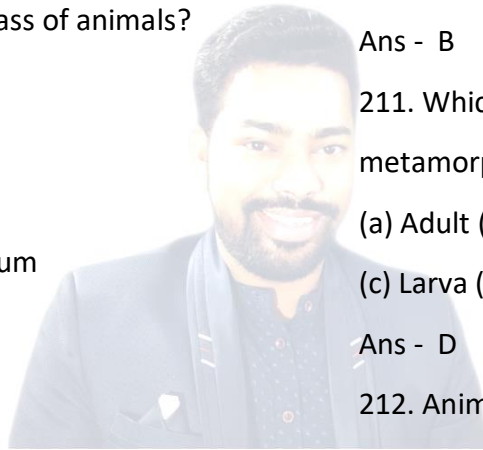 ass of animals?
um
Ans - B
211. Whic
metamorp
(a) Adult (
(c) Larva (
Ans - D
212. Anim